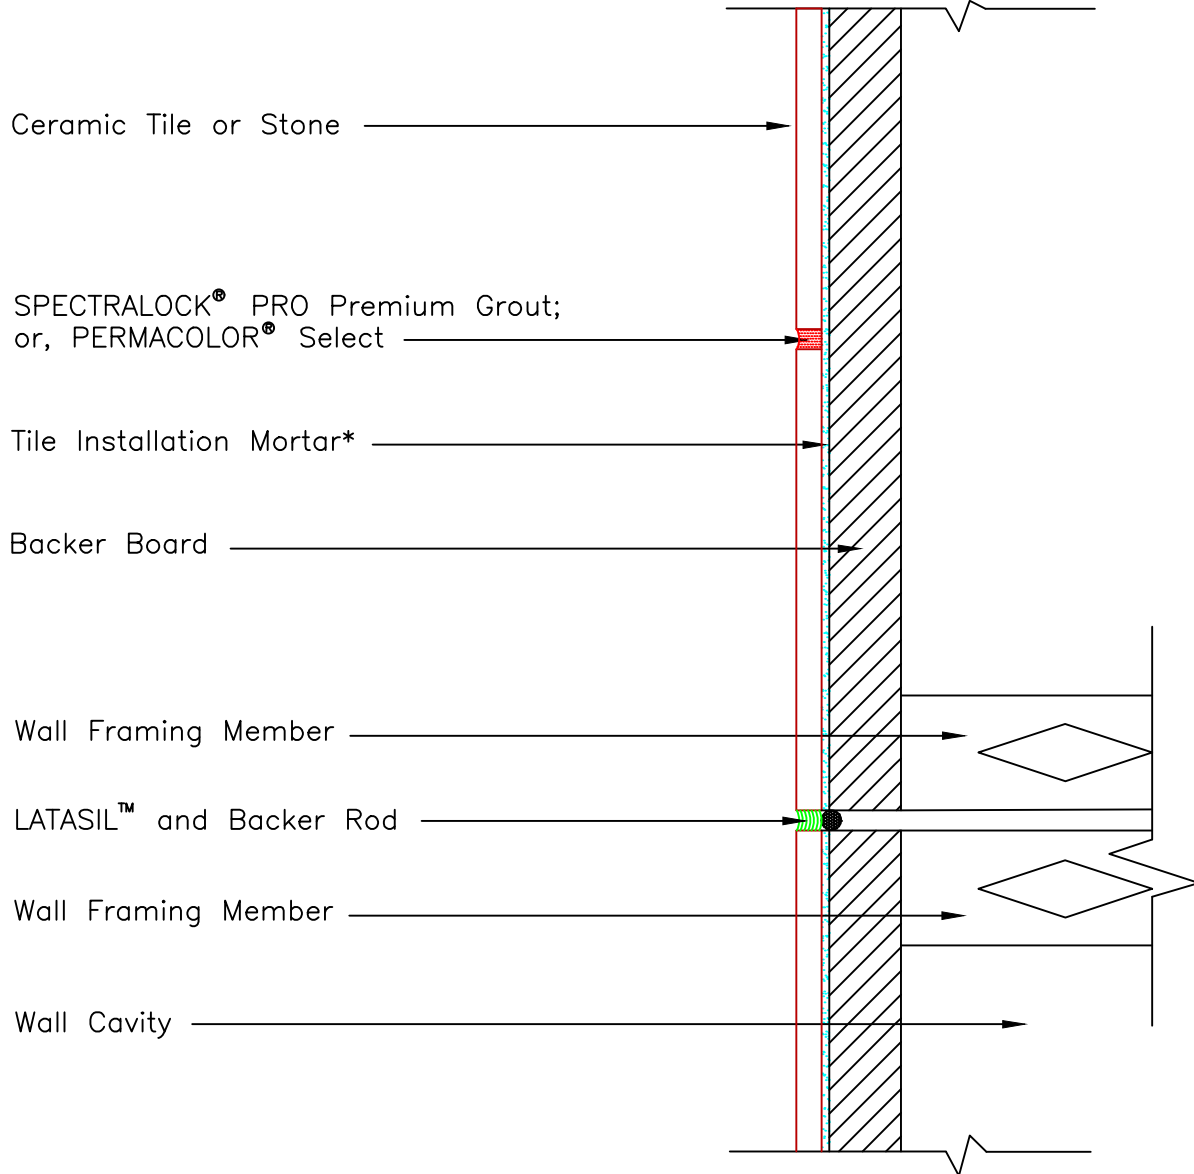 Ceramic Tile or Stone
SPECTRALOCK® PRO Premium Grout;
or, PERMACOLOR® Select
Tile Installation Mortar*
Backer Board
Wall Framing Member
LATASIL™ and Backer Rod
Wall Framing Member
Wall Cavity